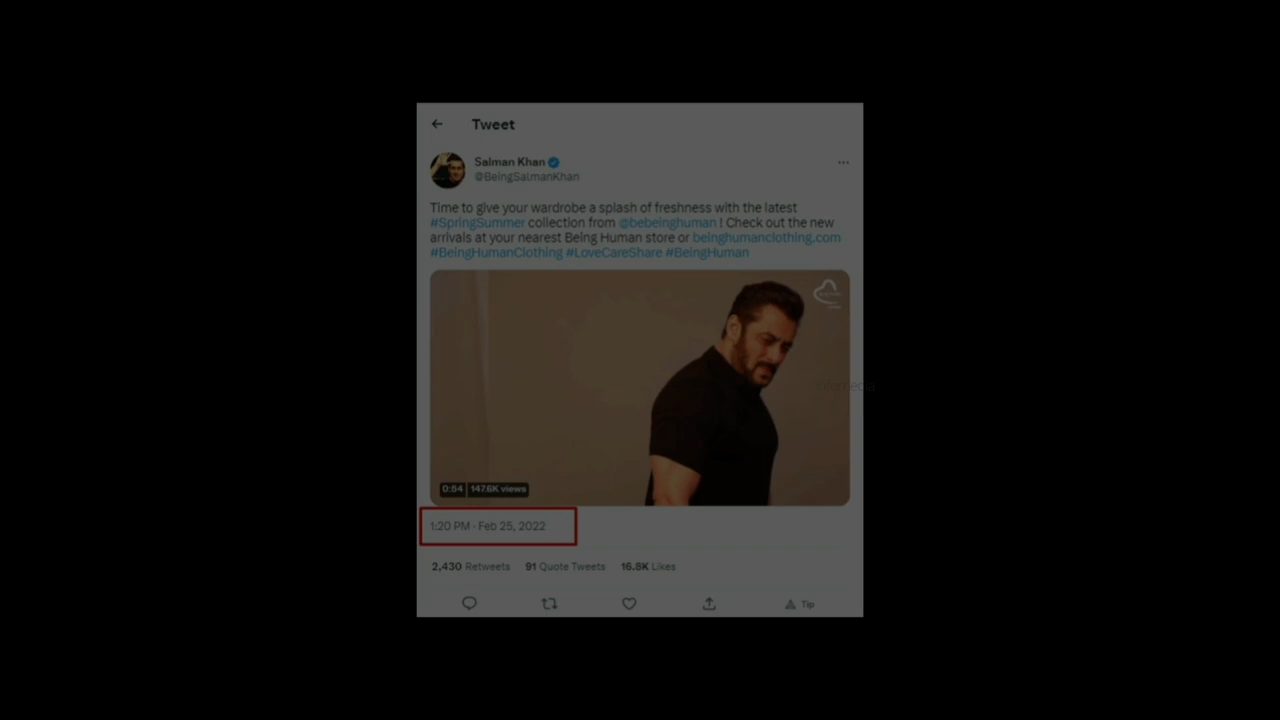 Tweet
Salman Khan
@BeingSalmanKhan
Time to give your wardrobe a splash of freshness with the latest
#SpringSummer collection from @bebeinghuman ! Check out the new
arrivals at your nearest Being Human store or beinghumanclothing.com
#BeingHumanClothing #LoveCareShare #BeingHuman
0:54 147.6K views
1:20 PM · Feb 25, 2022
2,430 Retweets 91 Quote Tweets 16.8K Likes
Tip